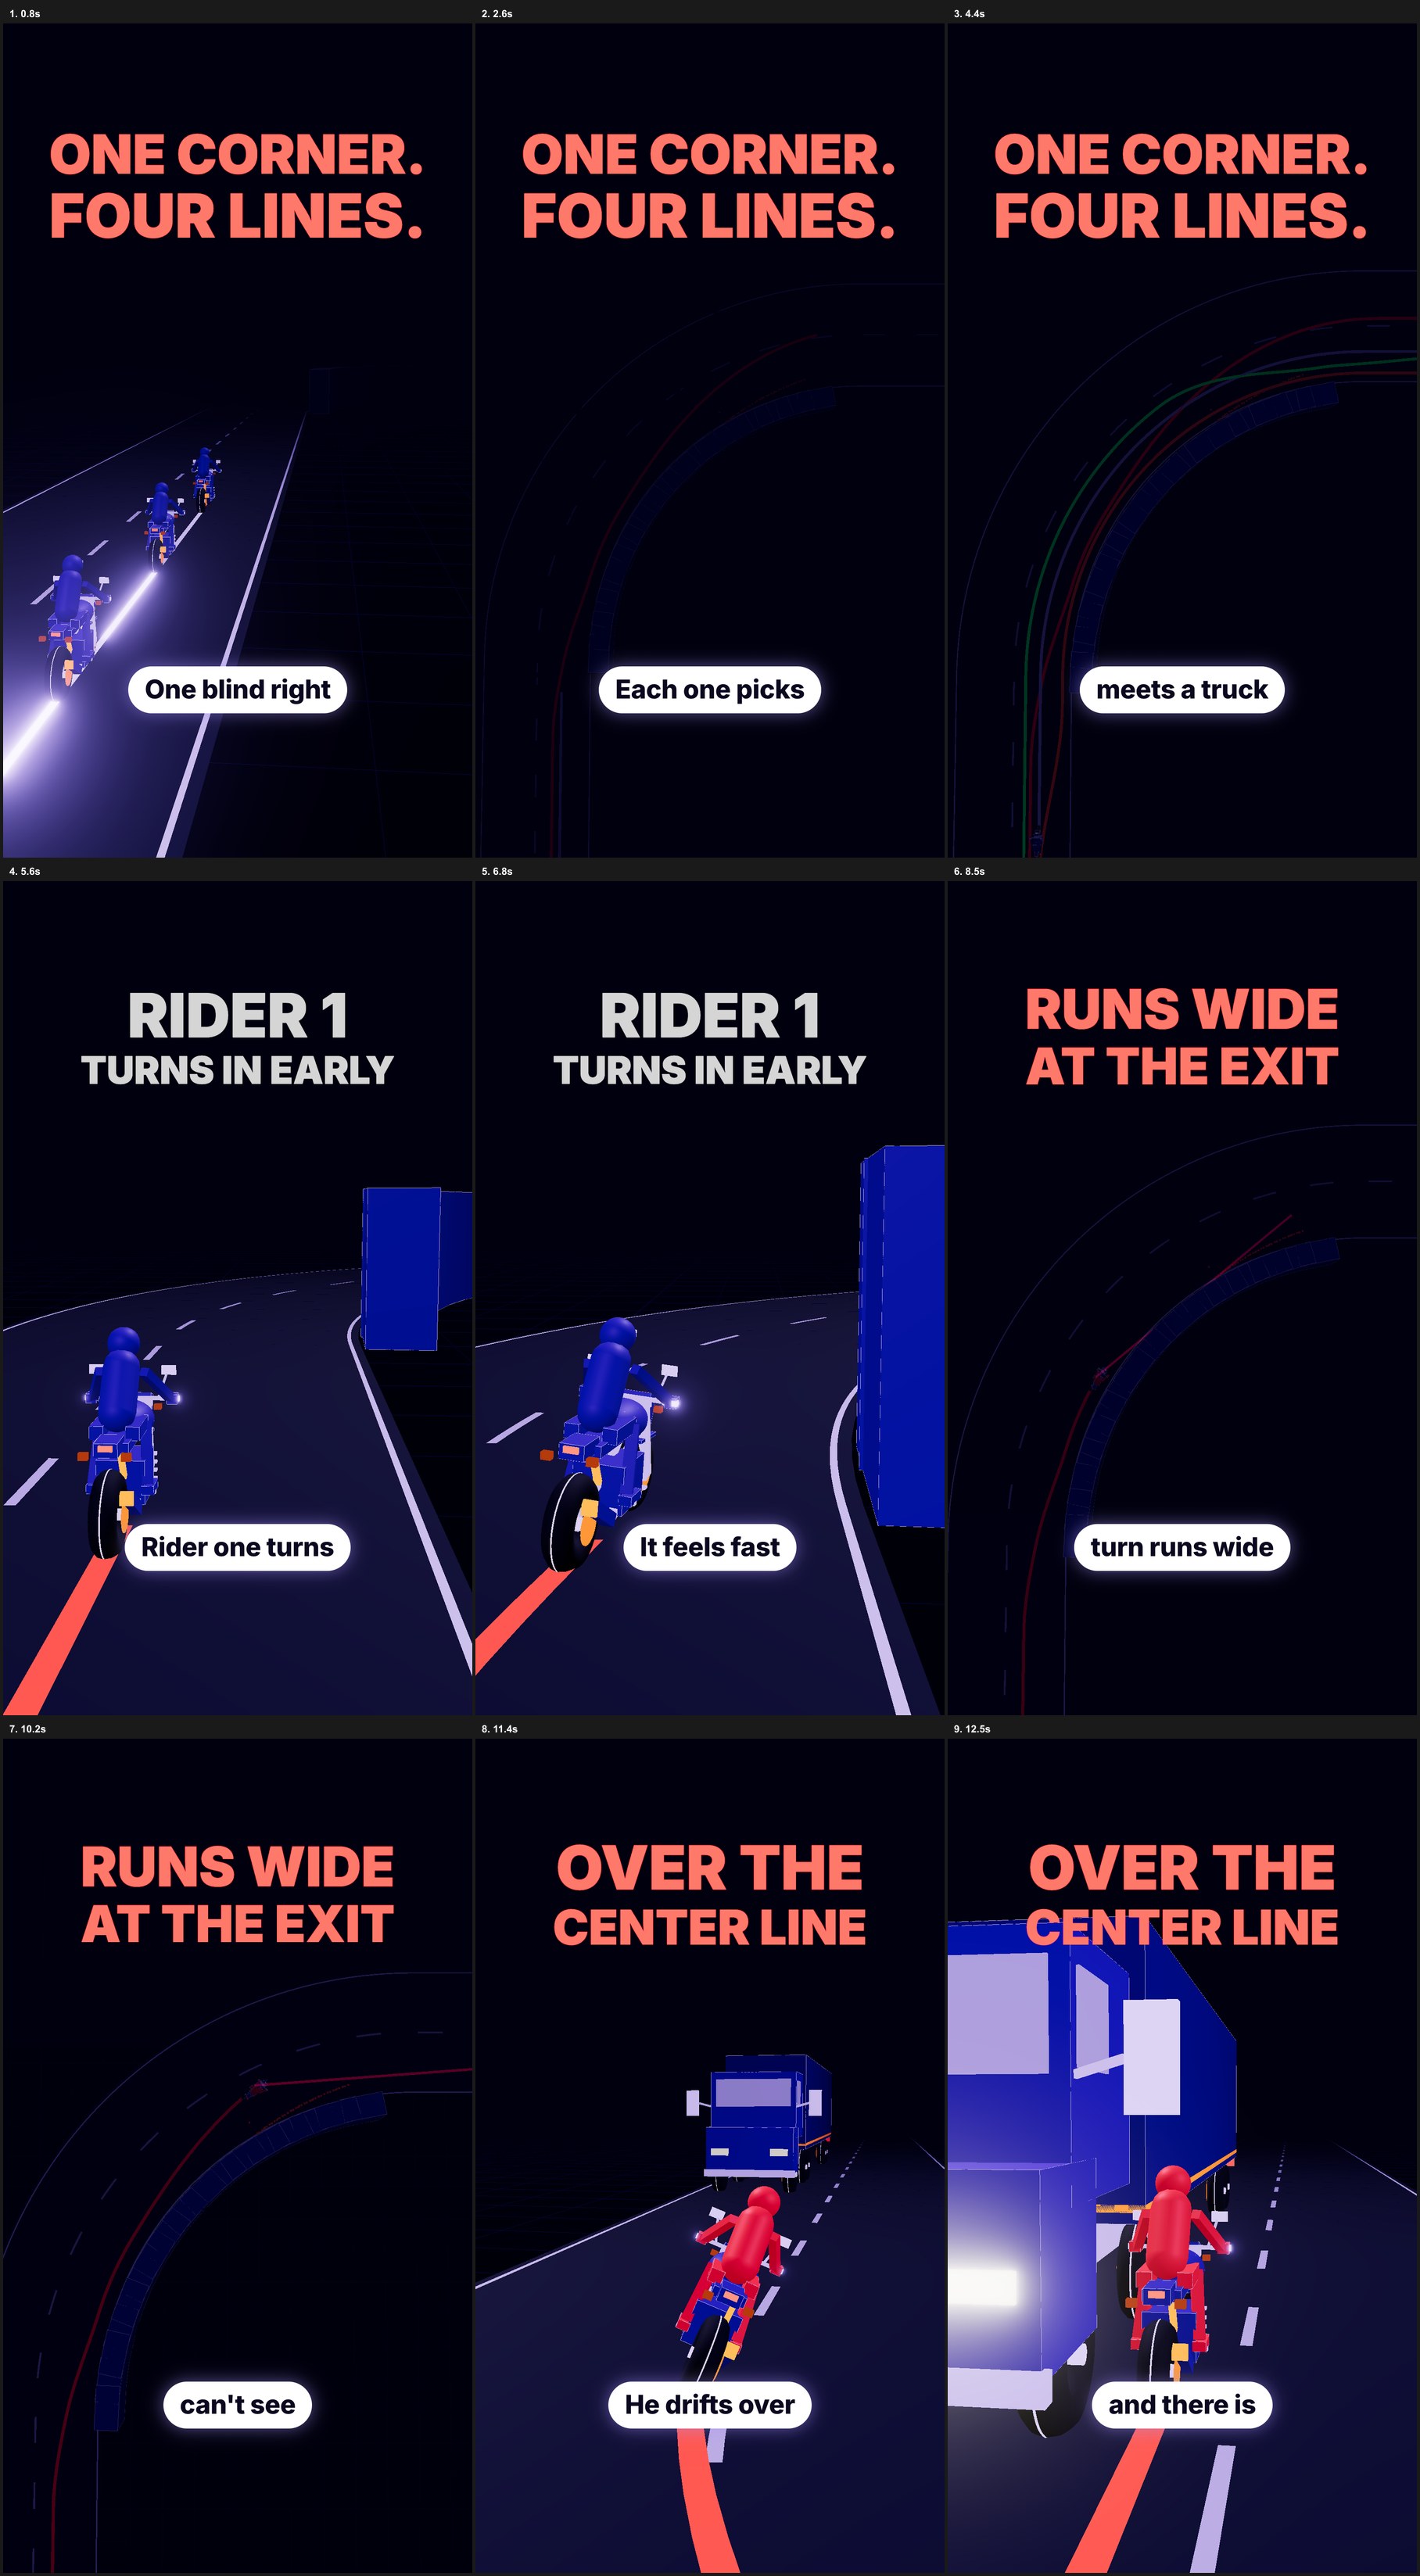 1. 0.8s
ONE CORNER.
FOUR LINES.
One blind right
2. 2.6s
ONE CORNER.
FOUR LINES.
Each one picks
3. 4.4s
ONE CORNER.
FOUR LINES.
meets a truck
4. 5.6s
RIDER 1
TURNS IN EARLY
Rider one turns
5. 6.8s
RIDER 1
TURNS IN EARLY
It feels fast
6. 8.5s
RUNS WIDE
AT THE EXIT
turn runs wide
7. 10.2s
RUNS WIDE
AT THE EXIT
can't see
8. 11.4s
OVER THE
CENTER LINE
He drifts over
9. 12.5s
OVER THE
CENTER LINE
and there is